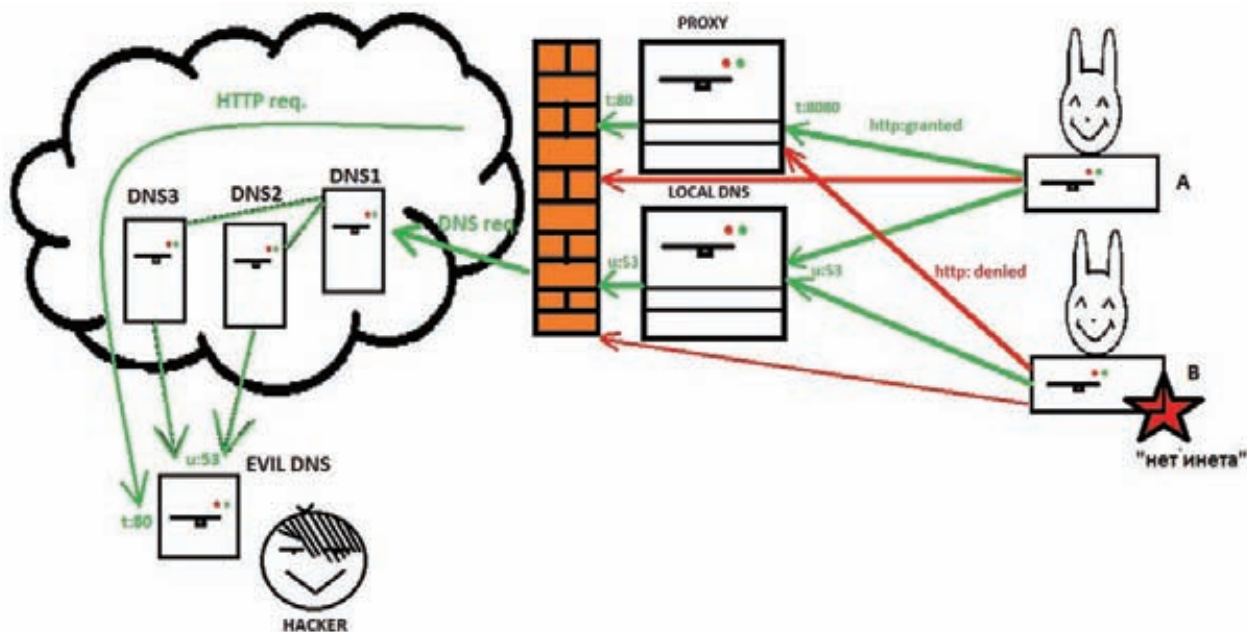 PROXY
HTTP req.
t:80
t:8080
http:granted
DNS3
DNS2
DNS1
LOCAL DNS
A
DNS req
u:53
u:53
http: denied
B
"нет инета"
u:53
EVIL DNS
t:80
HACKER